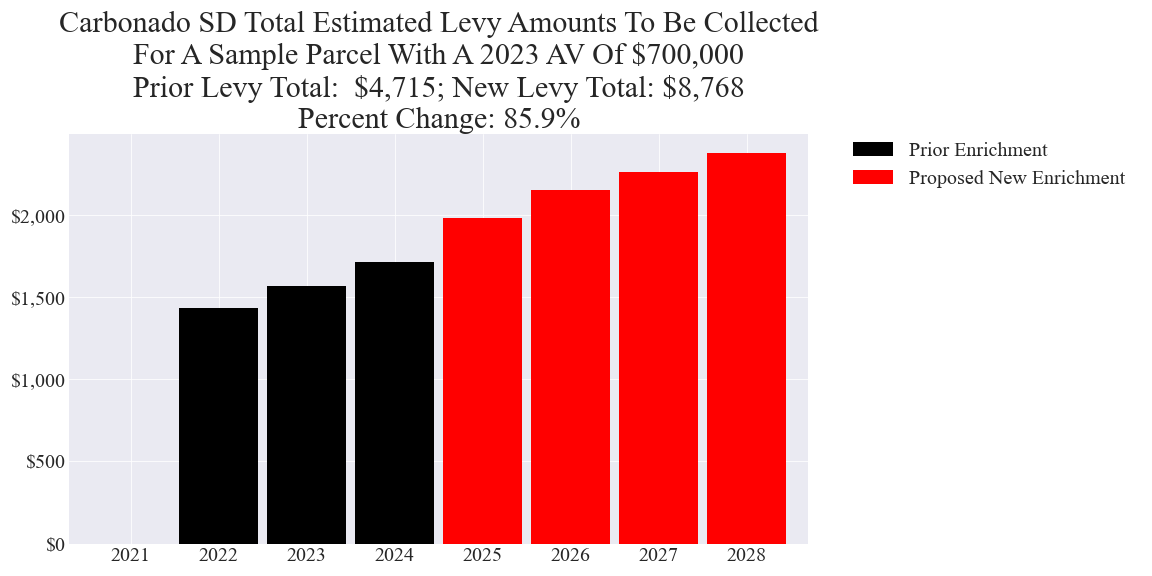 Carbonado SD Total Estimated Levy Amounts To Be Collected
For A Sample Parcel With A 2023 AV Of $700,000
Prior Levy Total:  $4,715; New Levy Total: $8,768
Percent Change: 85.9%
Prior Enrichment
Proposed New Enrichment
$2,000
$1,500
$1,000
$500
$0
2021 2022 2023 2024 2025 2026 2027 2028